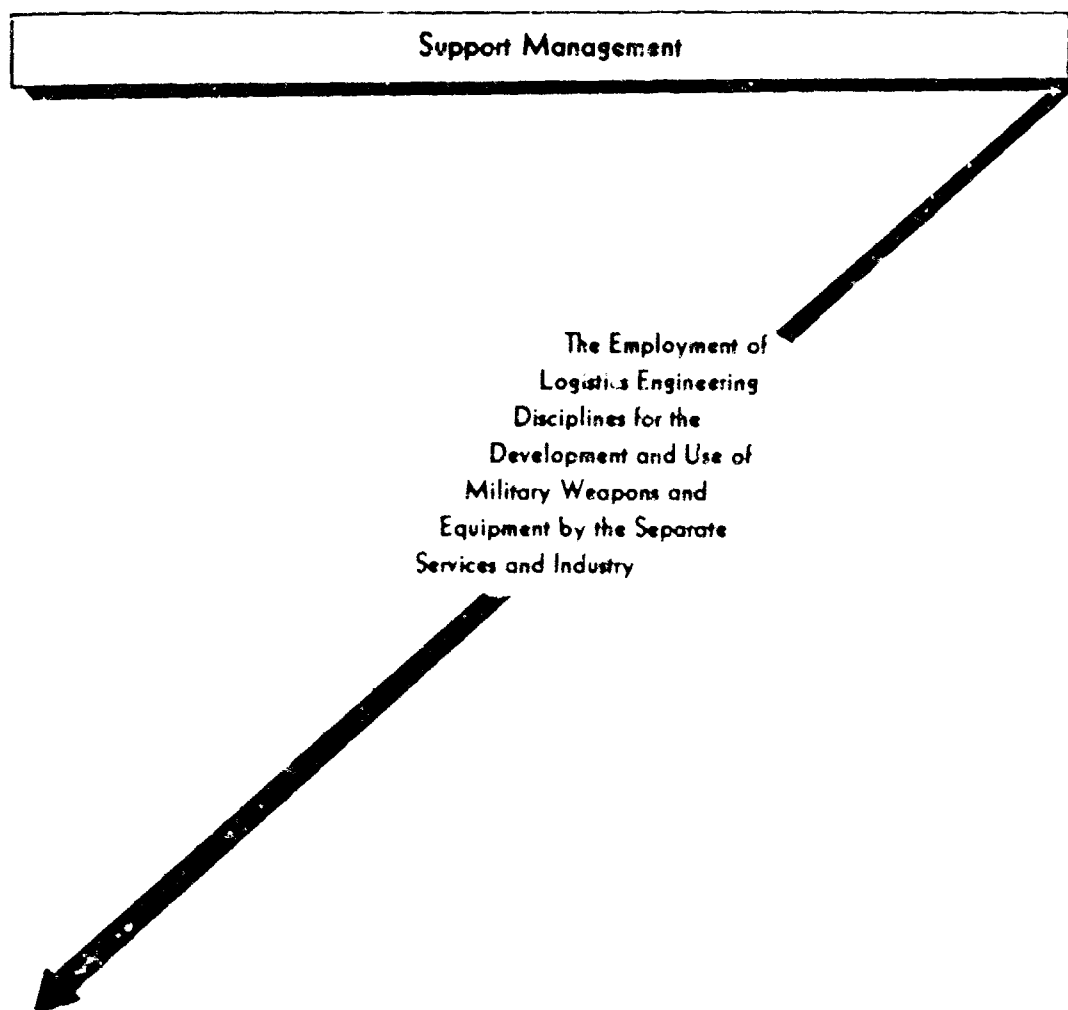 Support Management
The Employment of
Logistics Engineering
Disciplines for the
Development and Use of
Military Weapons and
Equipment by the Separate
Services and Industry